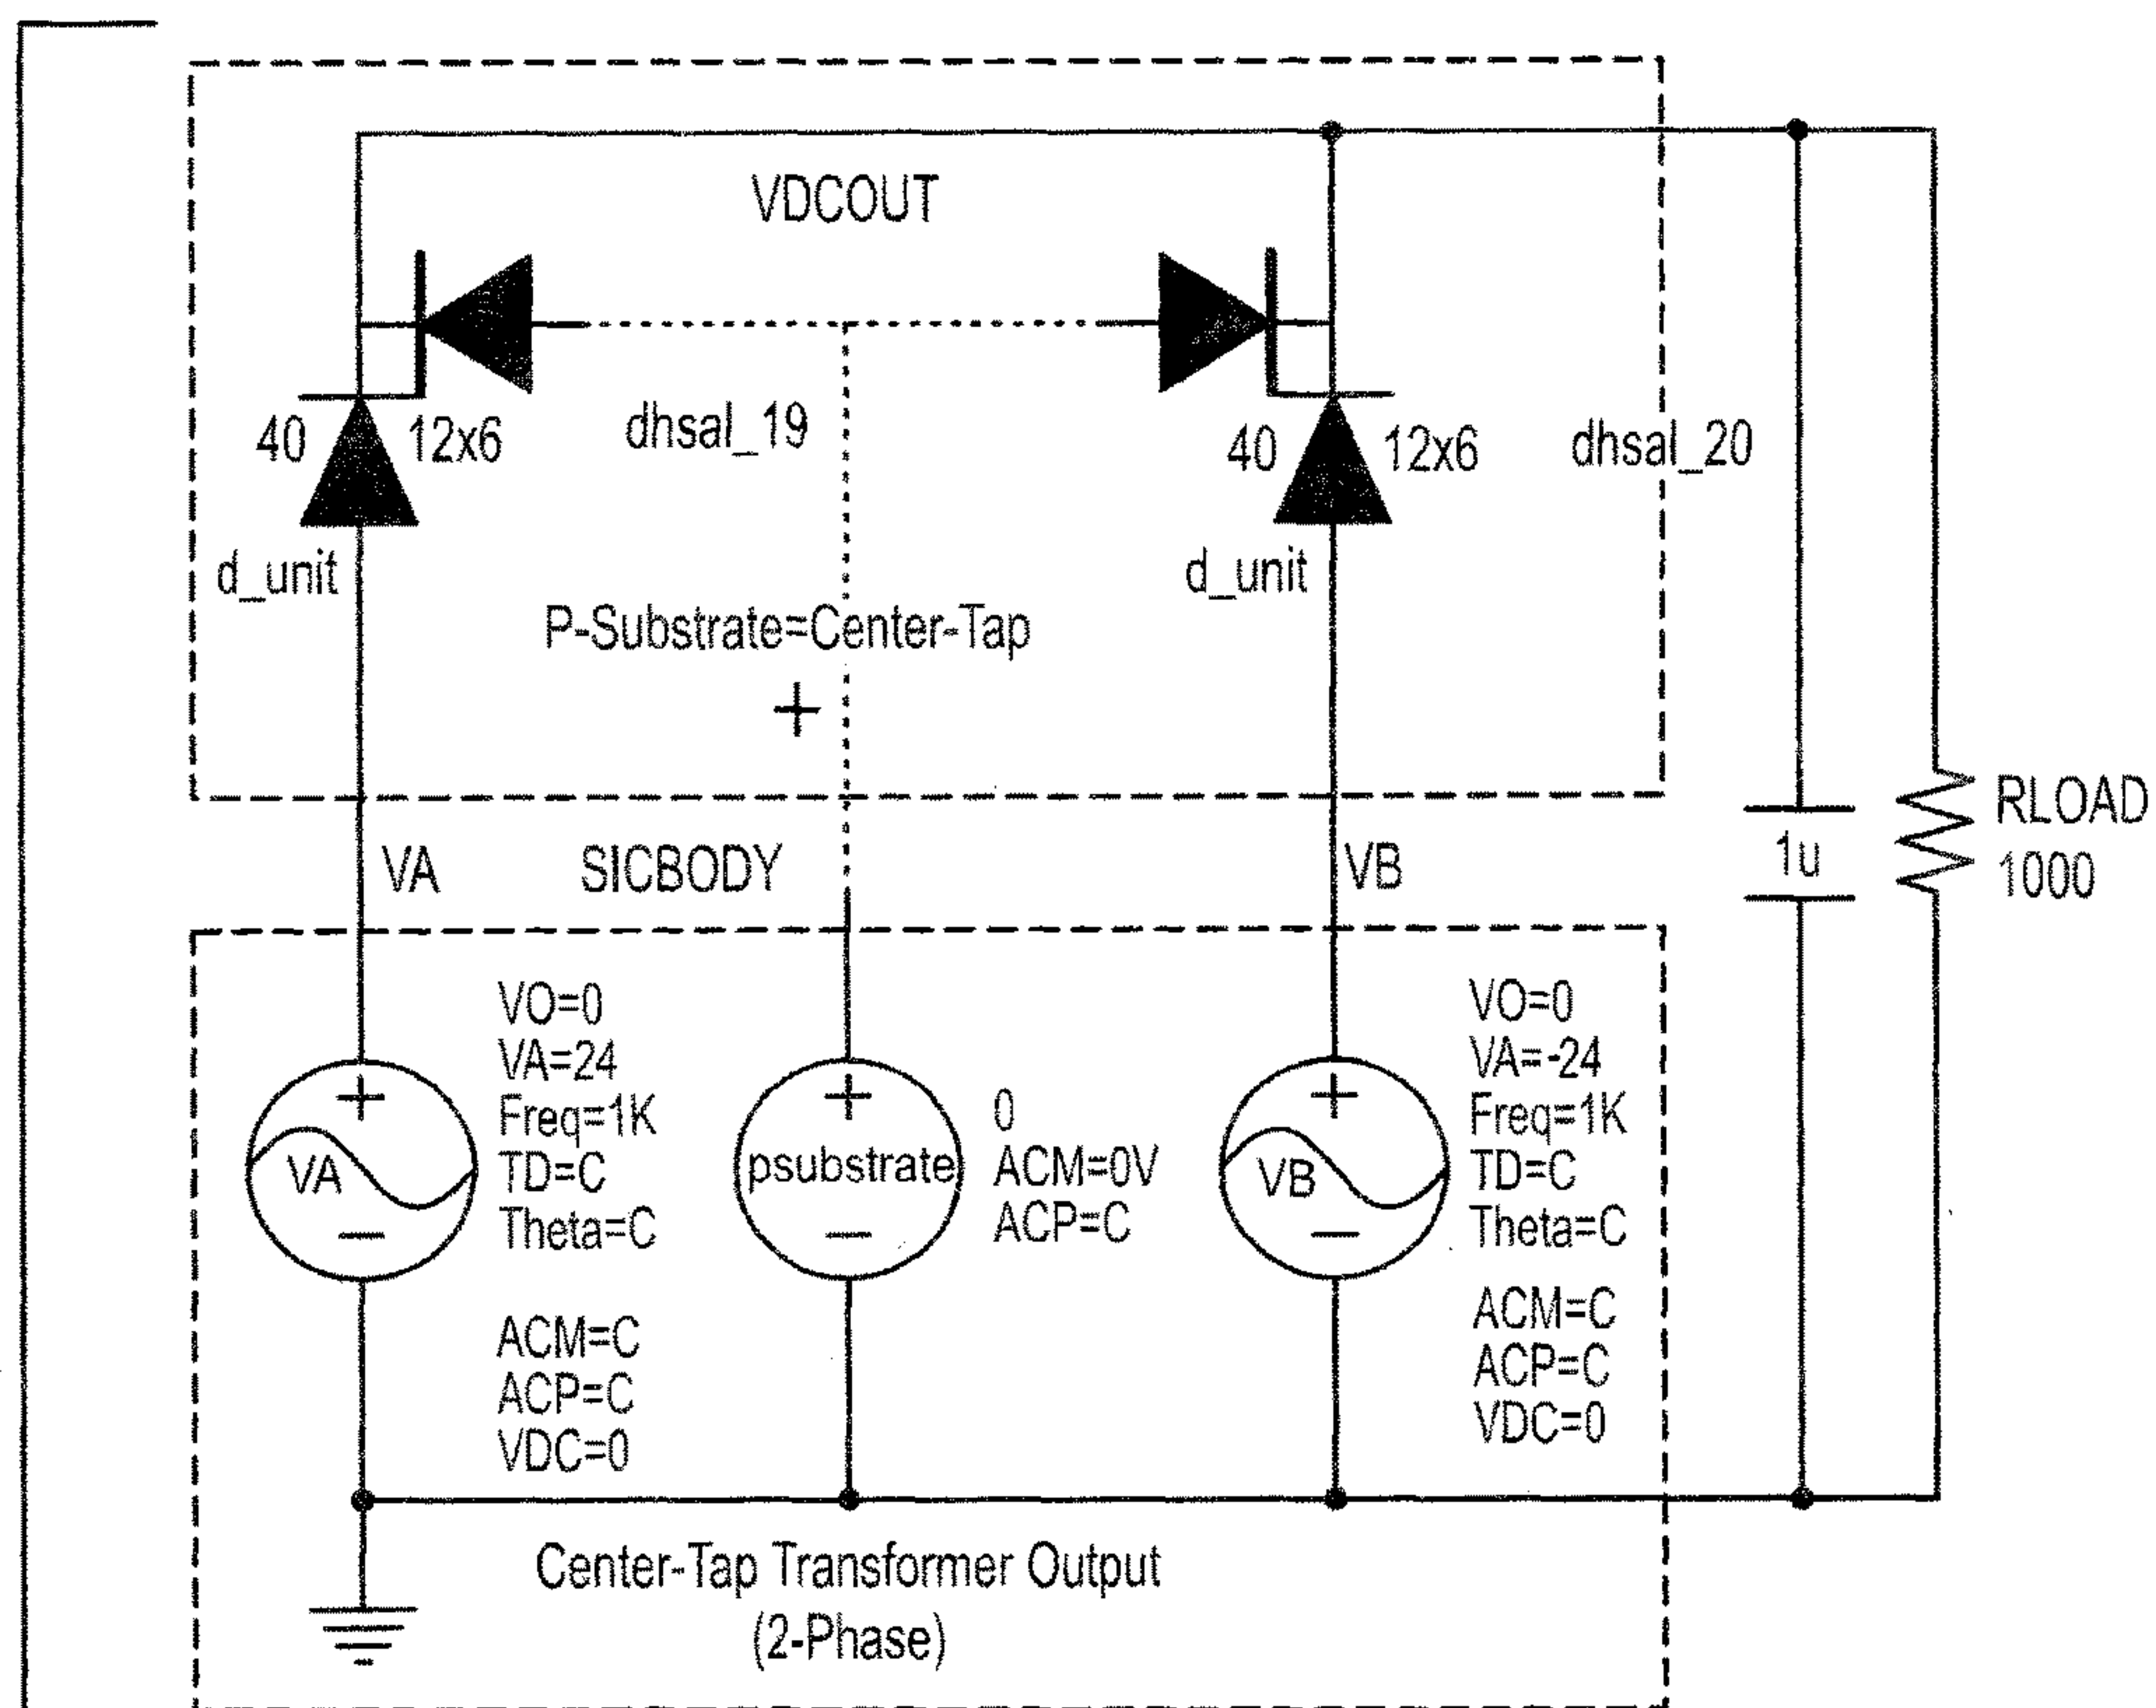 VDCOUT
40
12x6
dhsal_19
40
12x6
dhsal_20
d_unit
d_unit
P-Substrate=Center-Tap
+
VA
SICBODY
VB
1u
RLOAD
1000
VO=0
VA=24
Freq=1K
TD=C
Theta=C
ACM=C
ACP=C
VDC=0
+
VA
−
+
psubstrate
−
0
ACM=0V
ACP=C
+
VB
−
VO=0
VA=-24
Freq=1K
TD=C
Theta=C
ACM=C
ACP=C
VDC=0
Center-Tap Transformer Output
(2-Phase)